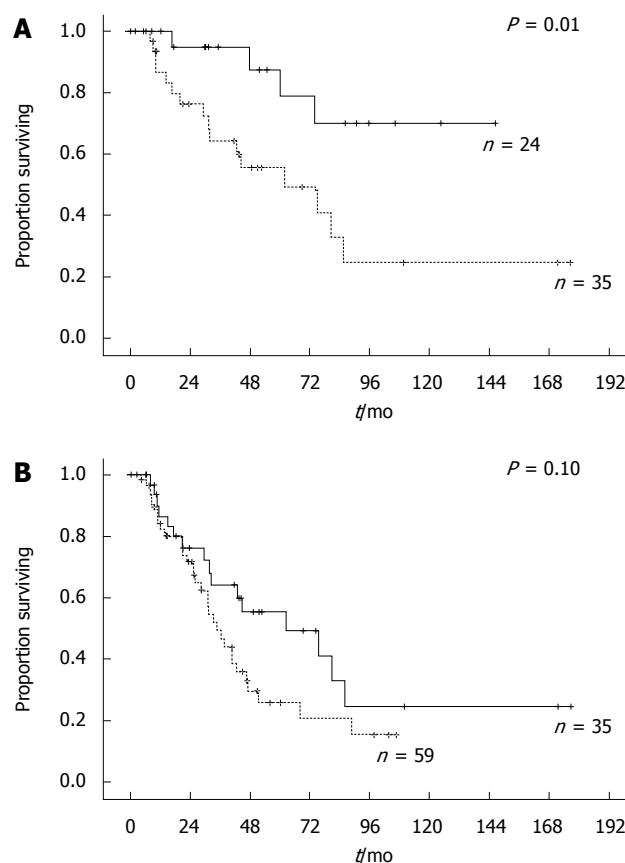 A
P = 0.01
Proportion surviving
1.0
0.8
0.6
0.4
0.2
0.0
n = 24
n = 35
0 24 48 72 96 120 144 168 192
t/mo
B
P = 0.10
Proportion surviving
1.0
0.8
0.6
0.4
0.2
0.0
n = 35
n = 59
0 24 48 72 96 120 144 168 192
t/mo